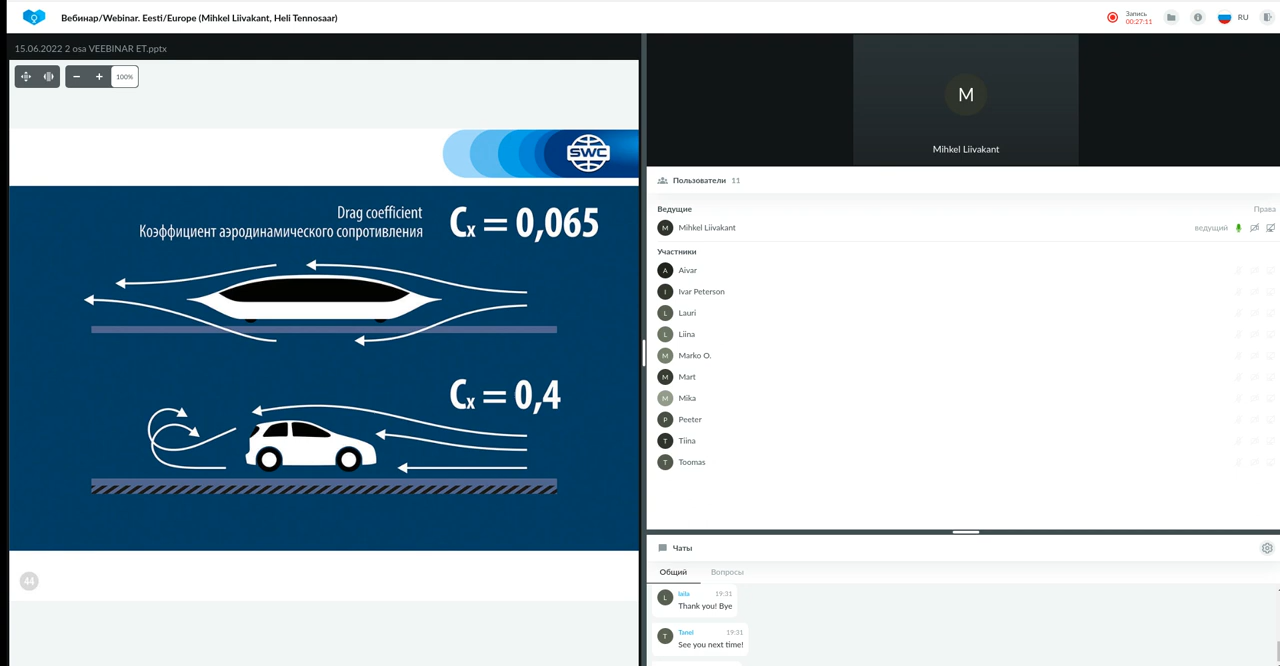 Вебинар/Webinar. Eesti/Europe (Mihkel Liivakant, Heli Tennosaar)
Запись
00:27:11
RU
15.06.2022 2 osa VEEBINAR ET.pptx
100%
SWC
Drag coefficient
Коэффициент аэродинамического сопротивления
Cx = 0,065
Cx = 0,4
44
M
Mihkel Liivakant
Пользователи 11
Ведущие Права
M Mihkel Liivakant ведущий
Участники
A Aivar
I Ivar Peterson
L Lauri
L Liina
M Marko O.
M Mart
M Mika
P Peeter
T Tiina
T Toomas
Чаты
Общий Вопросы
L laila 19:31
Thank you! Bye
T Tanel 19:31
See you next time!